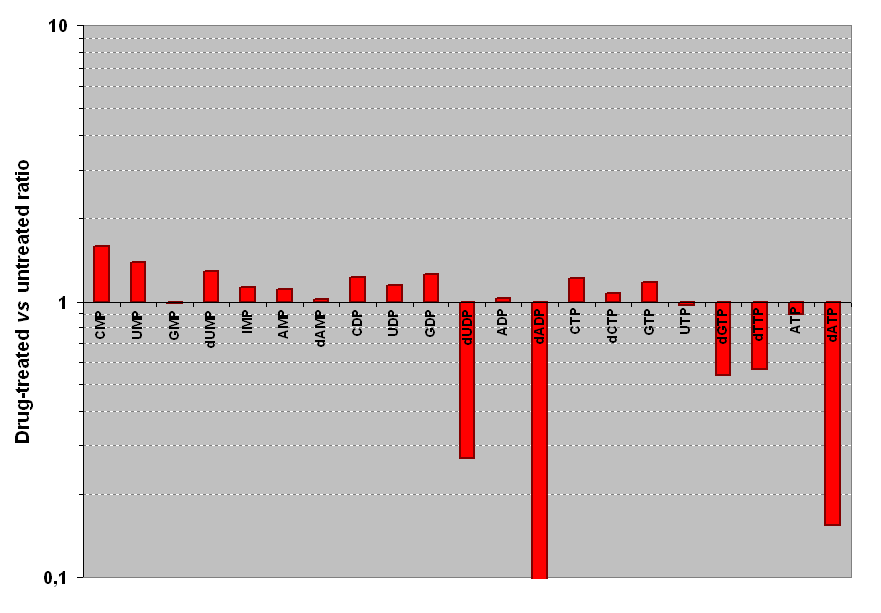 10
1
0,1
Drug-treated vs untreated ratio
CMP
UMP
GMP
dUMP
IMP
AMP
dAMP
CDP
UDP
GDP
dUDP
ADP
dADP
CTP
dCTP
GTP
UTP
dGTP
dTTP
ATP
dATP